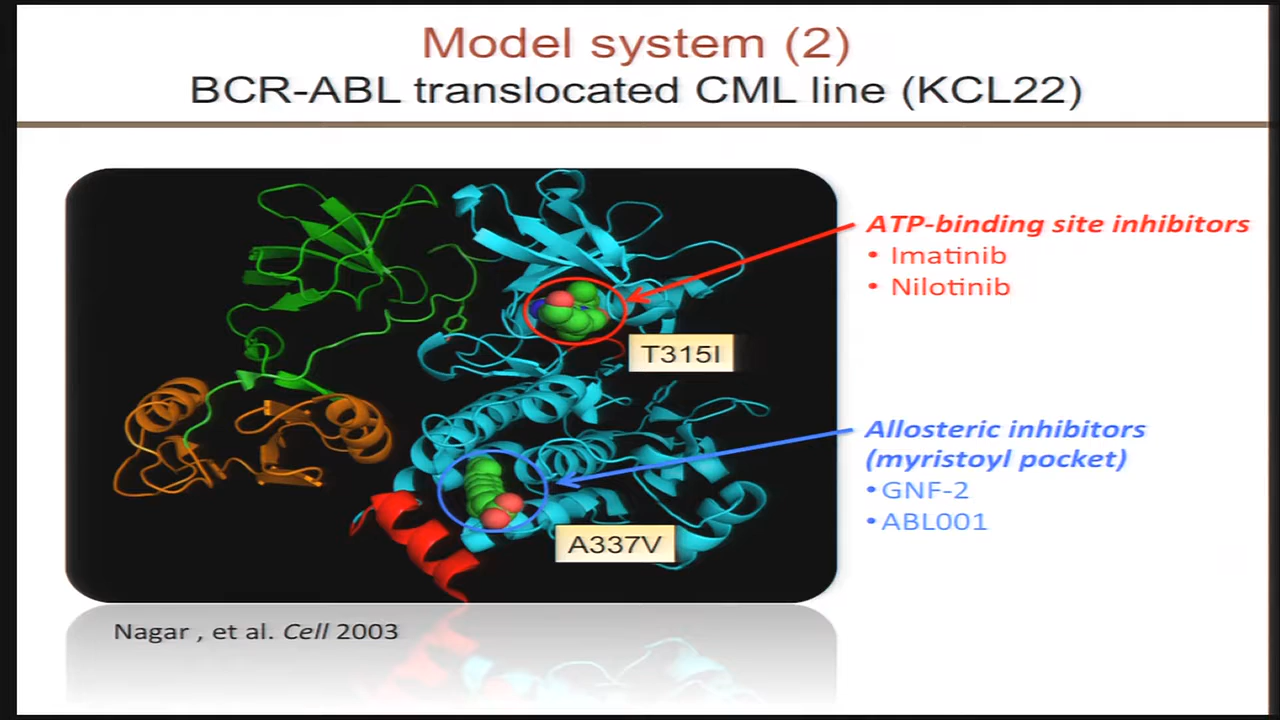 Model system (2)
BCR-ABL translocated CML line (KCL22)
ATP-binding site inhibitors
• Imatinib
• Nilotinib
T315I
Allosteric inhibitors
(myristoyl pocket)
• GNF-2
• ABL001
A337V
Nagar , et al. Cell 2003